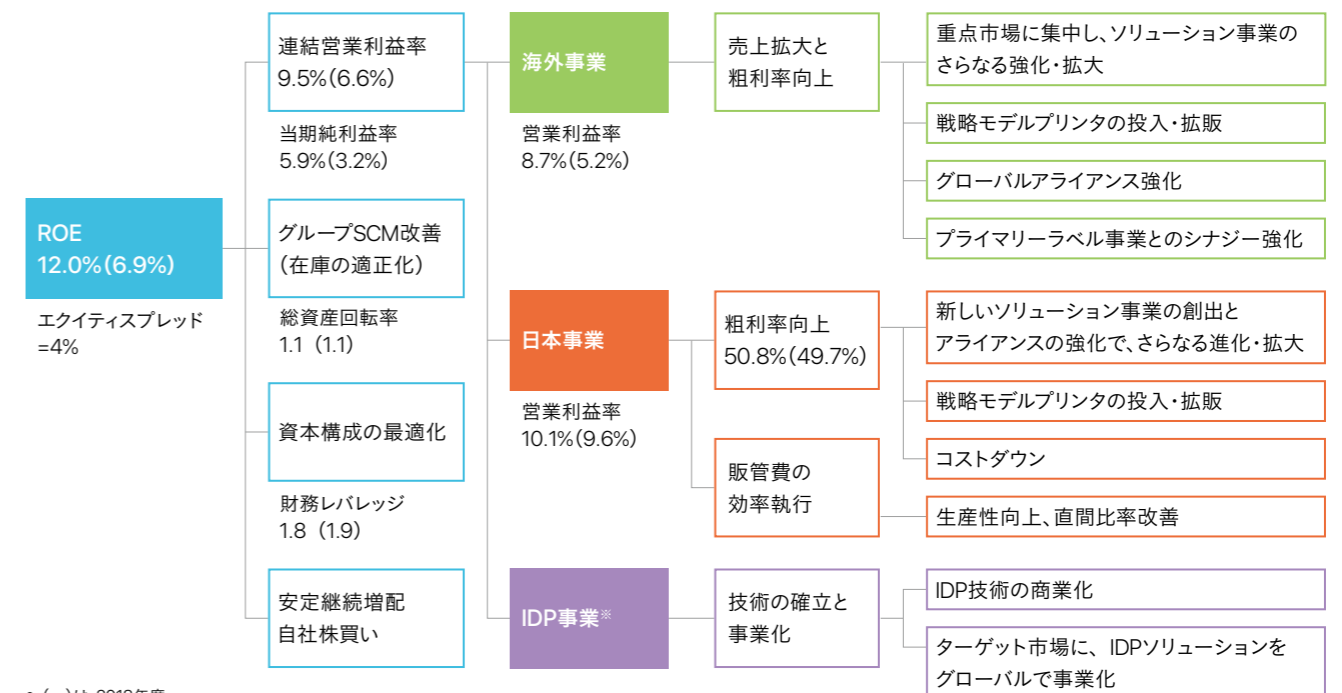 ROE
12.0%(6.9%)
エクイティスプレッド
=4%
連結営業利益率
9.5%(6.6%)
当期純利益率
5.9%(3.2%)
グループSCM改善
(在庫の適正化)
総資産回転率
1.1 (1.1)
資本構成の最適化
財務レバレッジ
1.8 (1.9)
安定継続増配
自社株買い
海外事業
営業利益率
8.7%(5.2%)
売上拡大と
粗利率向上
重点市場に集中し、ソリューション事業の
さらなる強化・拡大
戦略モデルプリンタの投入・拡販
グローバルアライアンス強化
プライマリーラベル事業とのシナジー強化
日本事業
営業利益率
10.1%(9.6%)
粗利率向上
50.8%(49.7%)
新しいソリューション事業の創出と
アライアンスの強化で、さらなる進化・拡大
戦略モデルプリンタの投入・拡販
コストダウン
販管費の
効率執行
生産性向上、直間比率改善
IDP事業※
技術の確立と
事業化
IDP技術の商業化
ターゲット市場に、IDPソリューションを
グローバルで事業化